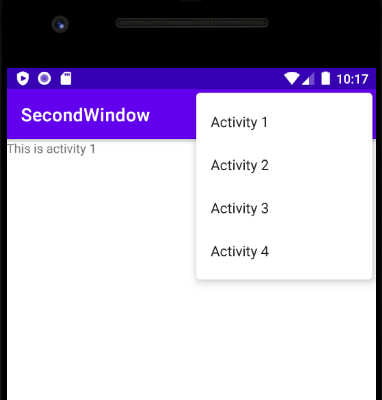 10:17
SecondWindow
This is activity 1
Activity 1
Activity 2
Activity 3
Activity 4